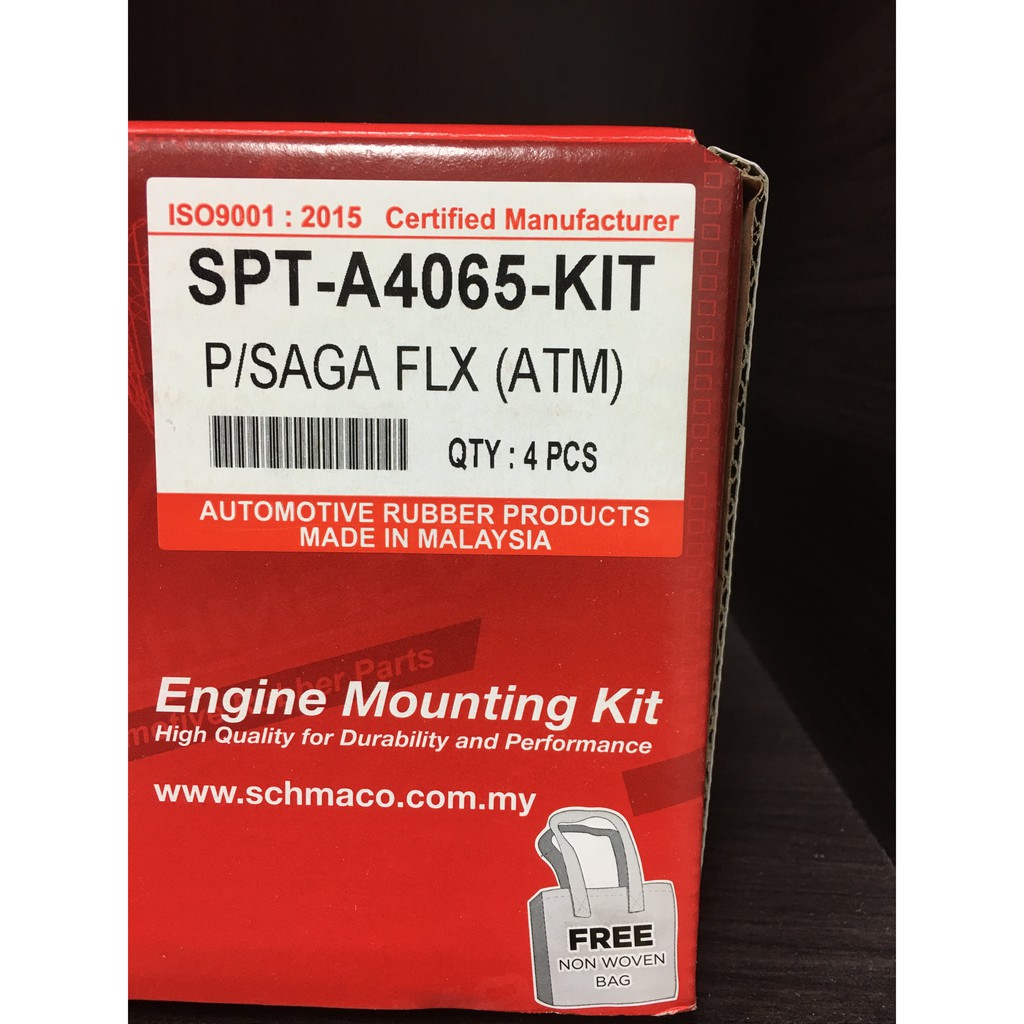 ISO9001 : 2015 Certified Manufacturer
SPT-A4065-KIT
P/SAGA FLX (ATM)
QTY : 4 PCS
AUTOMOTIVE RUBBER PRODUCTS
MADE IN MALAYSIA
Parts
Engine Mounting Kit
High Quality for Durability and Performance
www.schmaco.com.my
FREE
NON WOVEN
BAG